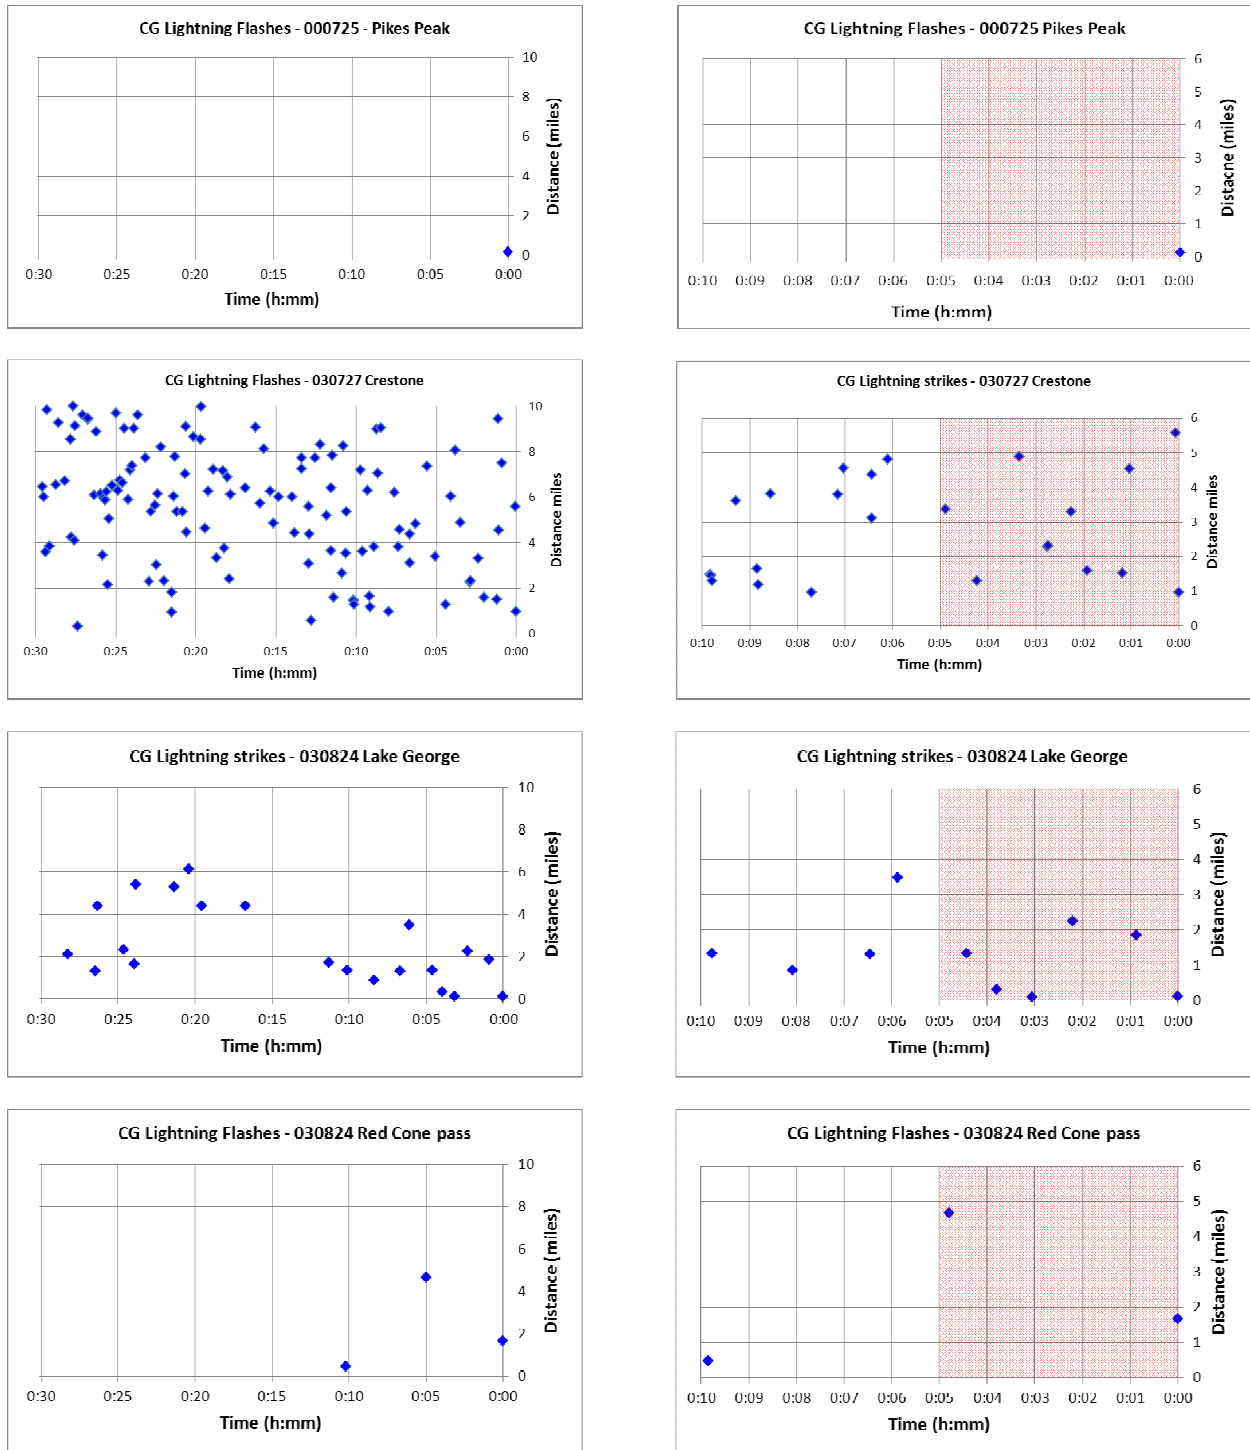 CG Lightning Flashes - 000725 - Pikes Peak
10
8
6
4
2
0
Distance (miles)
0:30 0:25 0:20 0:15 0:10 0:05 0:00
Time (h:mm)
CG Lightning Flashes - 000725 Pikes Peak
6
5
4
3
2
1
0
Distacne (miles)
0:10 0:09 0:08 0:07 0:06 0:05 0:04 0:03 0:02 0:01 0:00
Time (h:mm)
CG Lightning Flashes - 030727 Crestone
10
8
6
4
2
0
Distance miles
0:30 0:25 0:20 0:15 0:10 0:05 0:00
Time (h:mm)
CG Lightning strikes - 030727 Crestone
6
5
4
3
2
1
0
Distance miles
0:10 0:09 0:08 0:07 0:06 0:05 0:04 0:03 0:02 0:01 0:00
Time (h:mm)
CG Lightning strikes - 030824 Lake George
10
8
6
4
2
0
Distance (miles)
0:30 0:25 0:20 0:15 0:10 0:05 0:00
Time (h:mm)
CG Lightning strikes - 030824 Lake George
6
5
4
3
2
1
0
Distance (miles)
0:10 0:09 0:08 0:07 0:06 0:05 0:04 0:03 0:02 0:01 0:00
Time (h:mm)
CG Lightning Flashes - 030824 Red Cone pass
10
8
6
4
2
0
Distance (miles)
0:30 0:25 0:20 0:15 0:10 0:05 0:00
Time (h:mm)
CG Lightning Flashes - 030824 Red Cone pass
6
5
4
3
2
1
0
Distance (miles)
0:10 0:09 0:08 0:07 0:06 0:05 0:04 0:03 0:02 0:01 0:00
Time (h:mm)